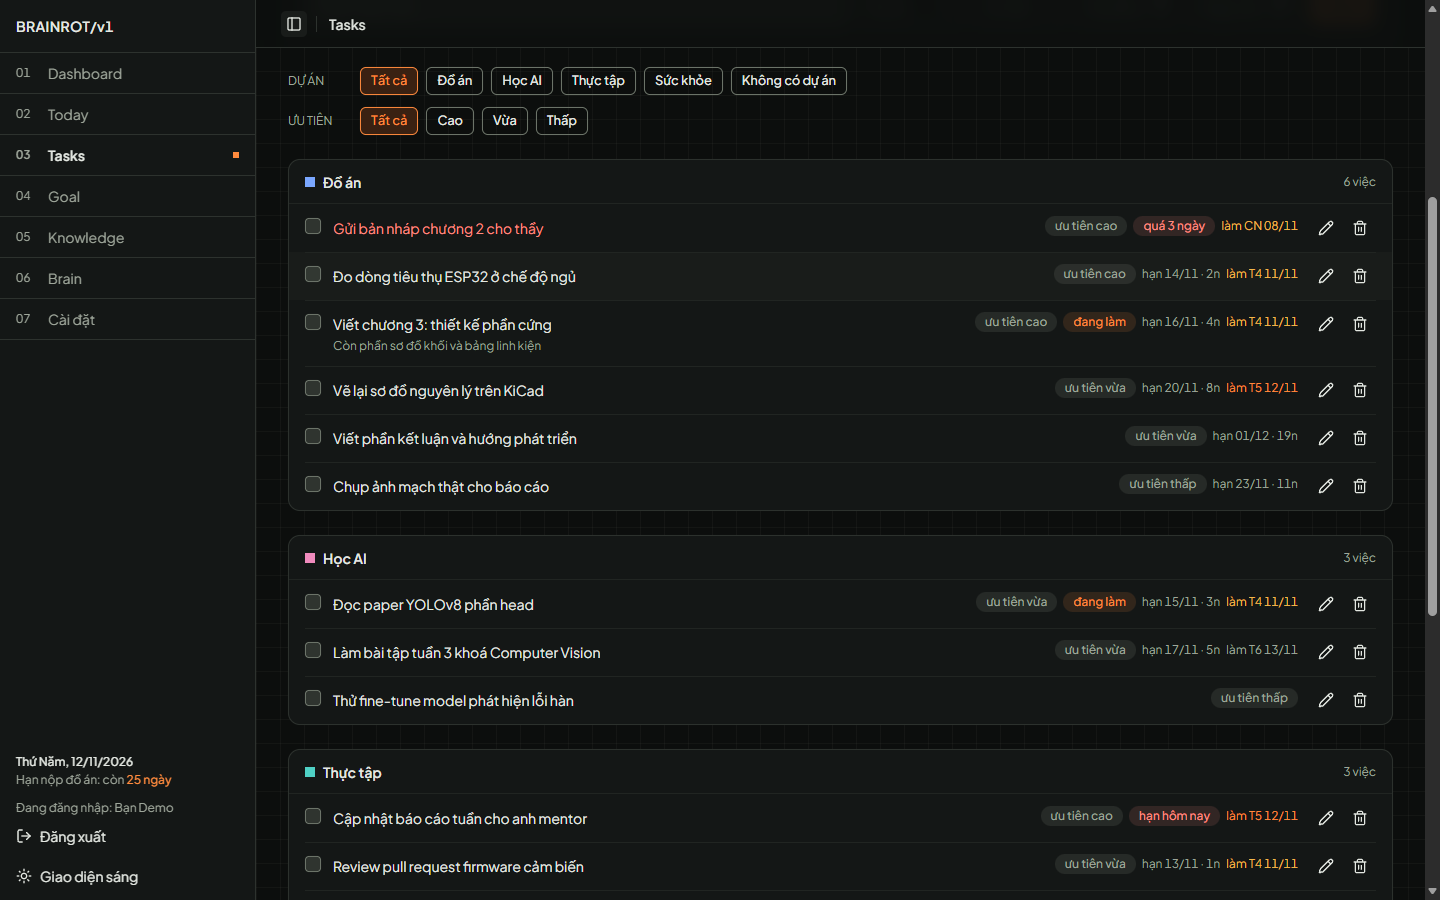 BRAINROT/v1
01 Dashboard
02 Today
03 Tasks
04 Goal
05 Knowledge
06 Brain
07 Cài đặt
Thứ Năm, 12/11/2026
Hạn nộp đồ án: còn 25 ngày
Đang đăng nhập: Bạn Demo
Đăng xuất
Giao diện sáng
Tasks
DỰ ÁN Tất cả Đồ án Học AI Thực tập Sức khỏe Không có dự án
ƯU TIÊN Tất cả Cao Vừa Thấp
Đồ án 6 việc
Gửi bản nháp chương 2 cho thầy ưu tiên cao quá 3 ngày làm CN 08/11
Đo dòng tiêu thụ ESP32 ở chế độ ngủ ưu tiên cao hạn 14/11 · 2n làm T4 11/11
Viết chương 3: thiết kế phần cứng ưu tiên cao đang làm hạn 16/11 · 4n làm T4 11/11
Còn phần sơ đồ khối và bảng linh kiện
Vẽ lại sơ đồ nguyên lý trên KiCad ưu tiên vừa hạn 20/11 · 8n làm T5 12/11
Viết phần kết luận và hướng phát triển ưu tiên vừa hạn 01/12 · 19n
Chụp ảnh mạch thật cho báo cáo ưu tiên thấp hạn 23/11 · 11n
Học AI 3 việc
Đọc paper YOLOv8 phần head ưu tiên vừa đang làm hạn 15/11 · 3n làm T4 11/11
Làm bài tập tuần 3 khoá Computer Vision ưu tiên vừa hạn 17/11 · 5n làm T6 13/11
Thử fine-tune model phát hiện lỗi hàn ưu tiên thấp
Thực tập 3 việc
Cập nhật báo cáo tuần cho anh mentor ưu tiên cao hạn hôm nay làm T5 12/11
Review pull request firmware cảm biến ưu tiên vừa hạn 13/11 · 1n làm T4 11/11